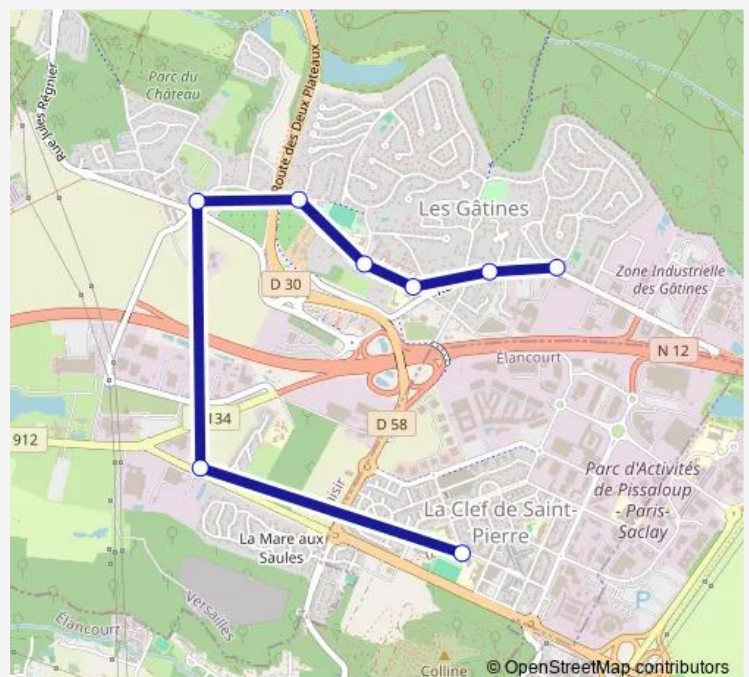 Parc du
Château
Rue Jules Régnier
Route des Deux Plateaux
Les Gâtines
Zone Industrielle
des Gâtines
D 30
N 12
Élancourt
D 58
912
Parc d'Activités
de Pissaloup
- Paris-
Saclay
La Clef de Saint-
Pierre
La Mare aux
Saules
Versailles
Élancourt
P
Colline
© OpenStreetMap contributors